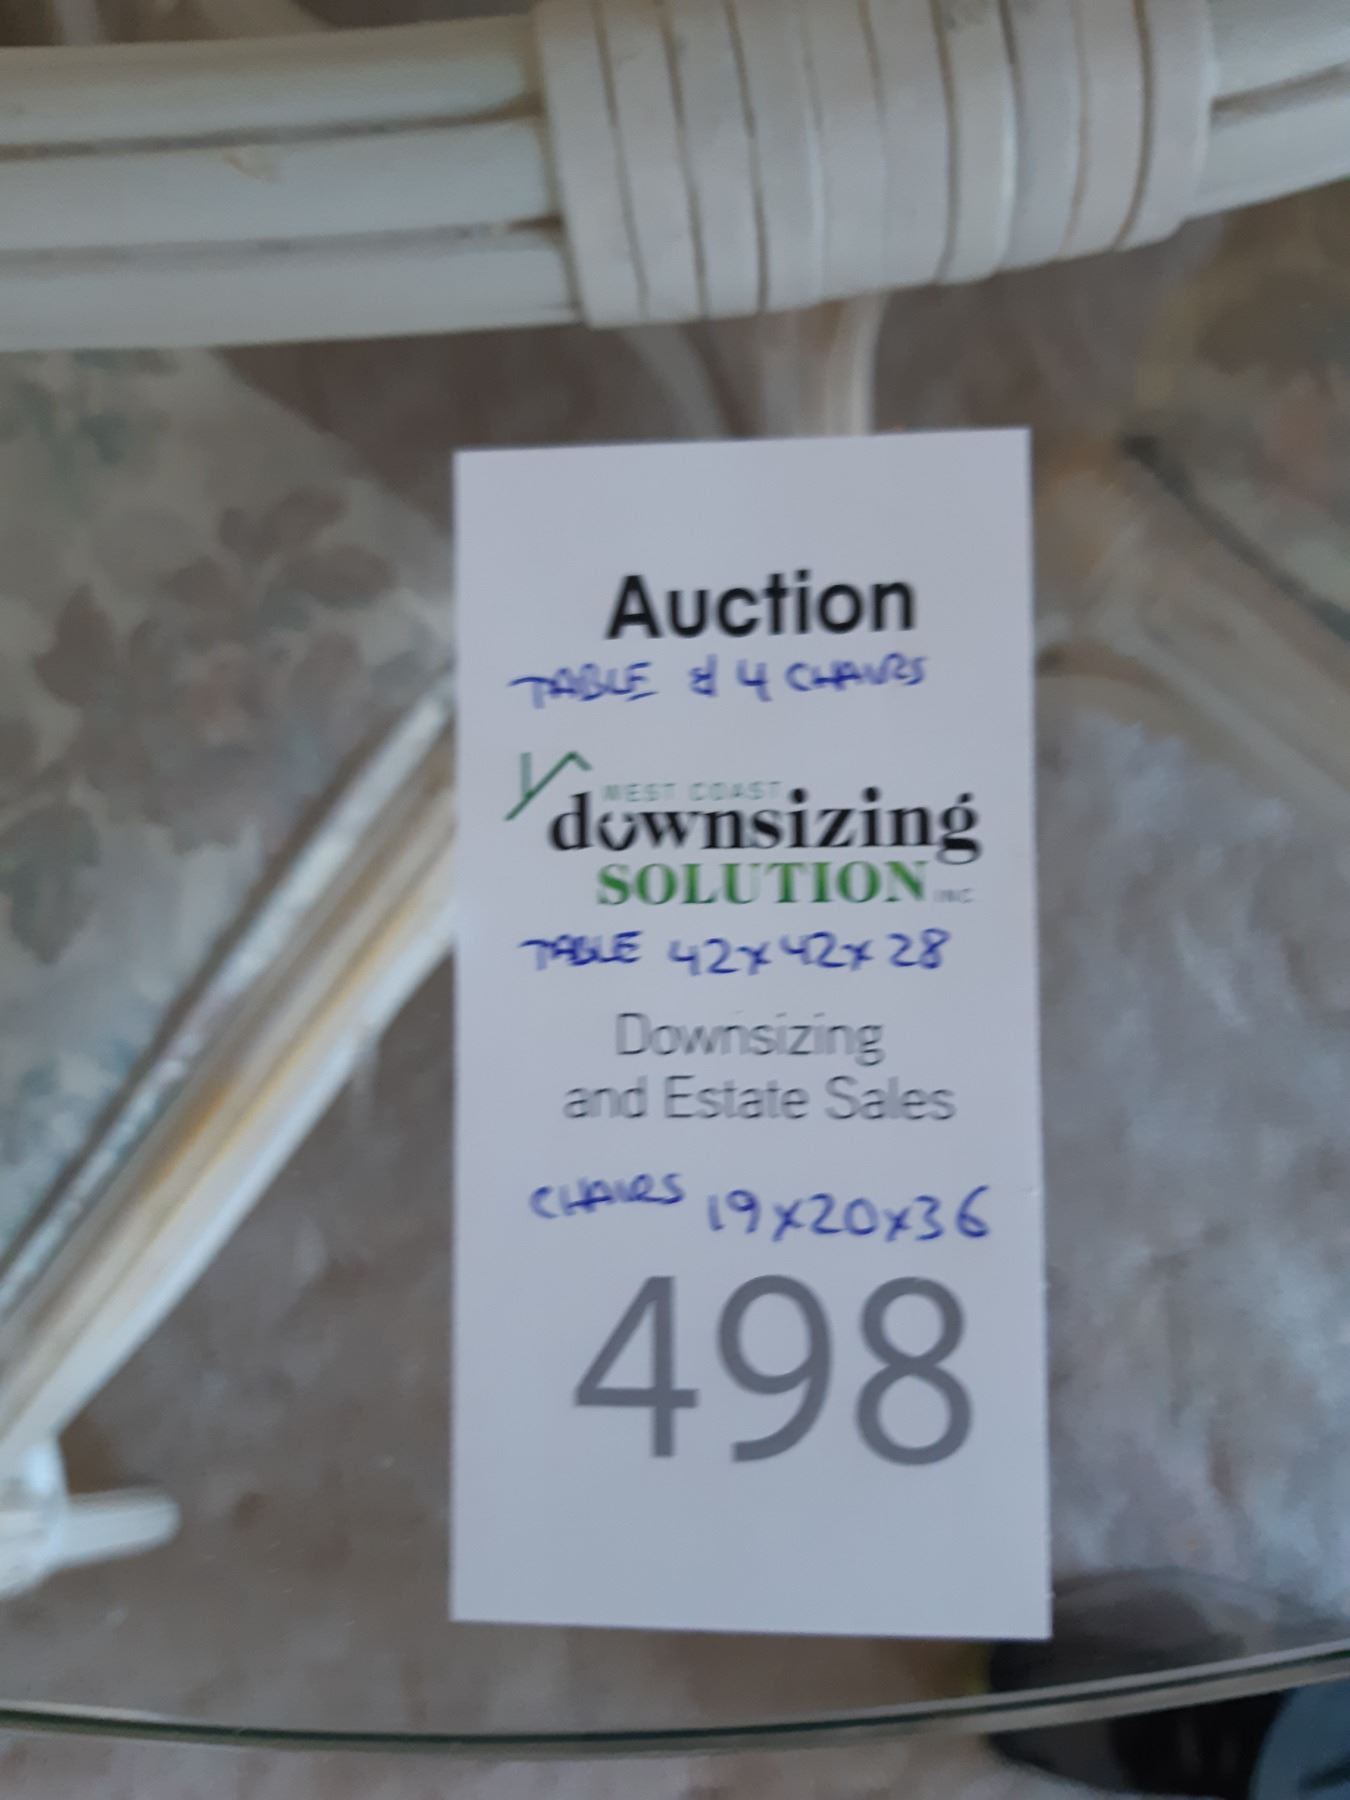 Auction
TABLE & 4 CHAIRS
WEST COAST
downsizing
SOLUTION INC
TABLE 42x42x28
Downsizing
and Estate Sales
CHAIRS 19x20x36
498